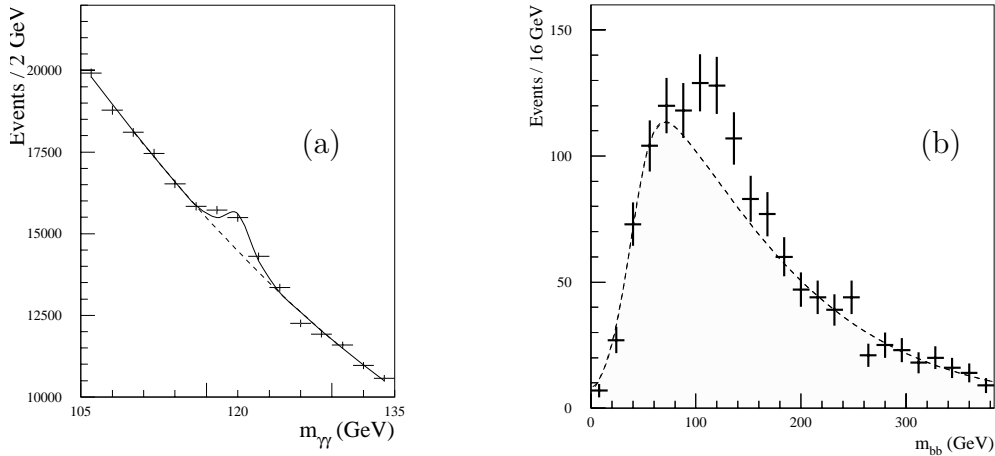 Events / 2 GeV
20000
17500
15000
12500
10000
105
120
135
m_γγ (GeV)
(a)
Events / 16 GeV
150
100
50
0
0
100
200
300
m_bb (GeV)
(b)